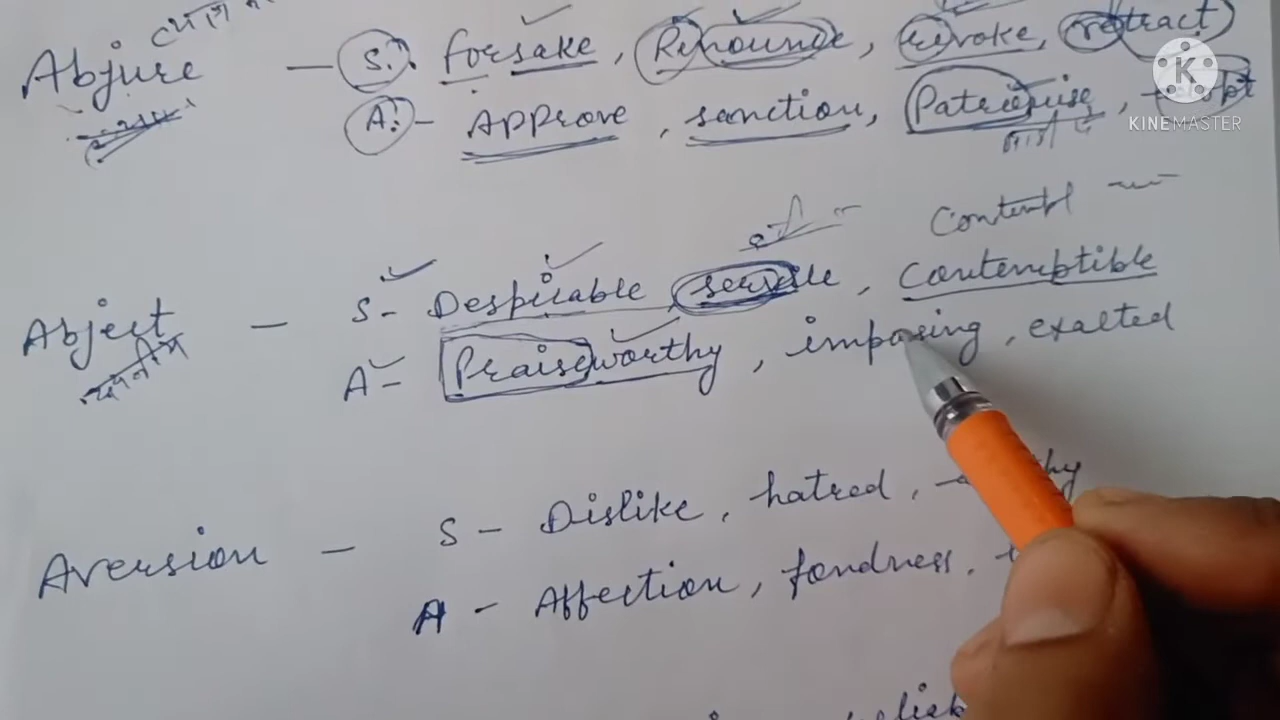 Abjure — S: forsake, Renounce, revoke, retract
A:- Approve, sanction, Patronise,
K
KINEMASTER
Contempt
Abject — S- Despicable, servile, Contemptible
A- Praiseworthy, imposing, exalted
Aversion — S - Dislike, hatred,
A - Affection, fondness,